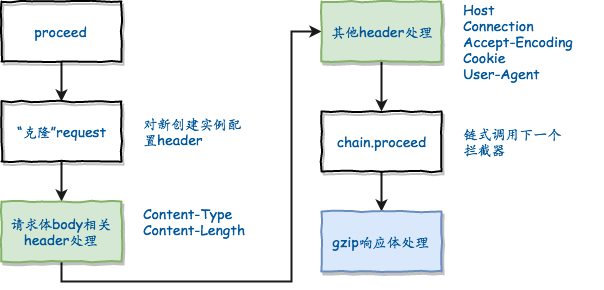 proceed
“克隆”request
对新创建实例配
置header
请求体body相关
header处理
Content-Type
Content-Length
其他header处理
Host
Connection
Accept-Encoding
Cookie
User-Agent
chain.proceed
链式调用下一个
拦截器
gzip响应体处理